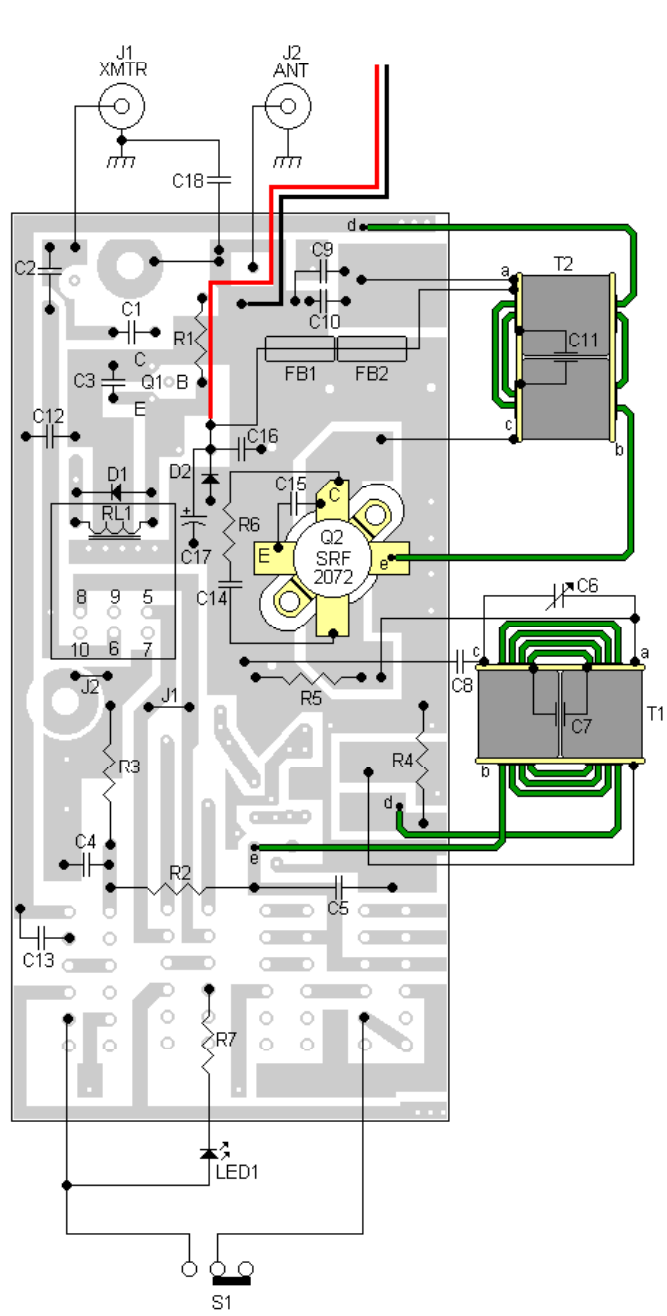 J1
XMTR
J2
ANT
C18
d
C2
C9
a
T2
C1
R1
C10
C11
C
C3
Q1
B
FB1
FB2
E
C12
c
b
C16
D1
D2
C15
C
RL1
+
R6
Q2
SRF
2072
E
e
C17
C14
C6
8
9
5
10
6
7
c
a
J2
J1
R5
C8
C7
T1
R3
R4
b
d
C4
e
R2
C5
C13
R7
LED1
S1